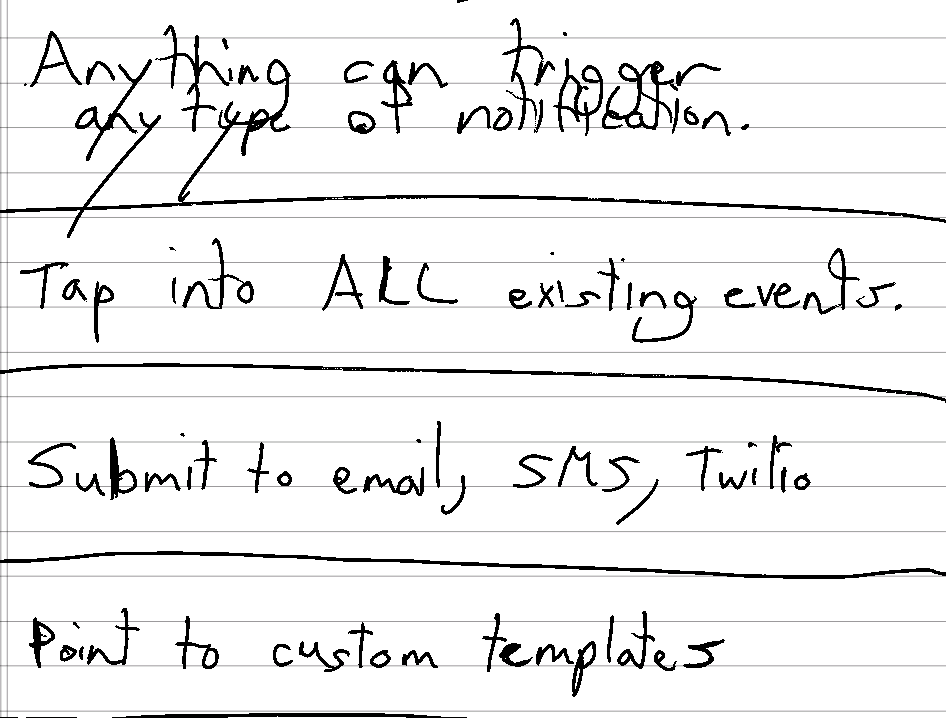 Anything can trigger
any type of notification.
Tap into ALL existing events.
Submit to email, SMS, Twilio
Point to custom templates